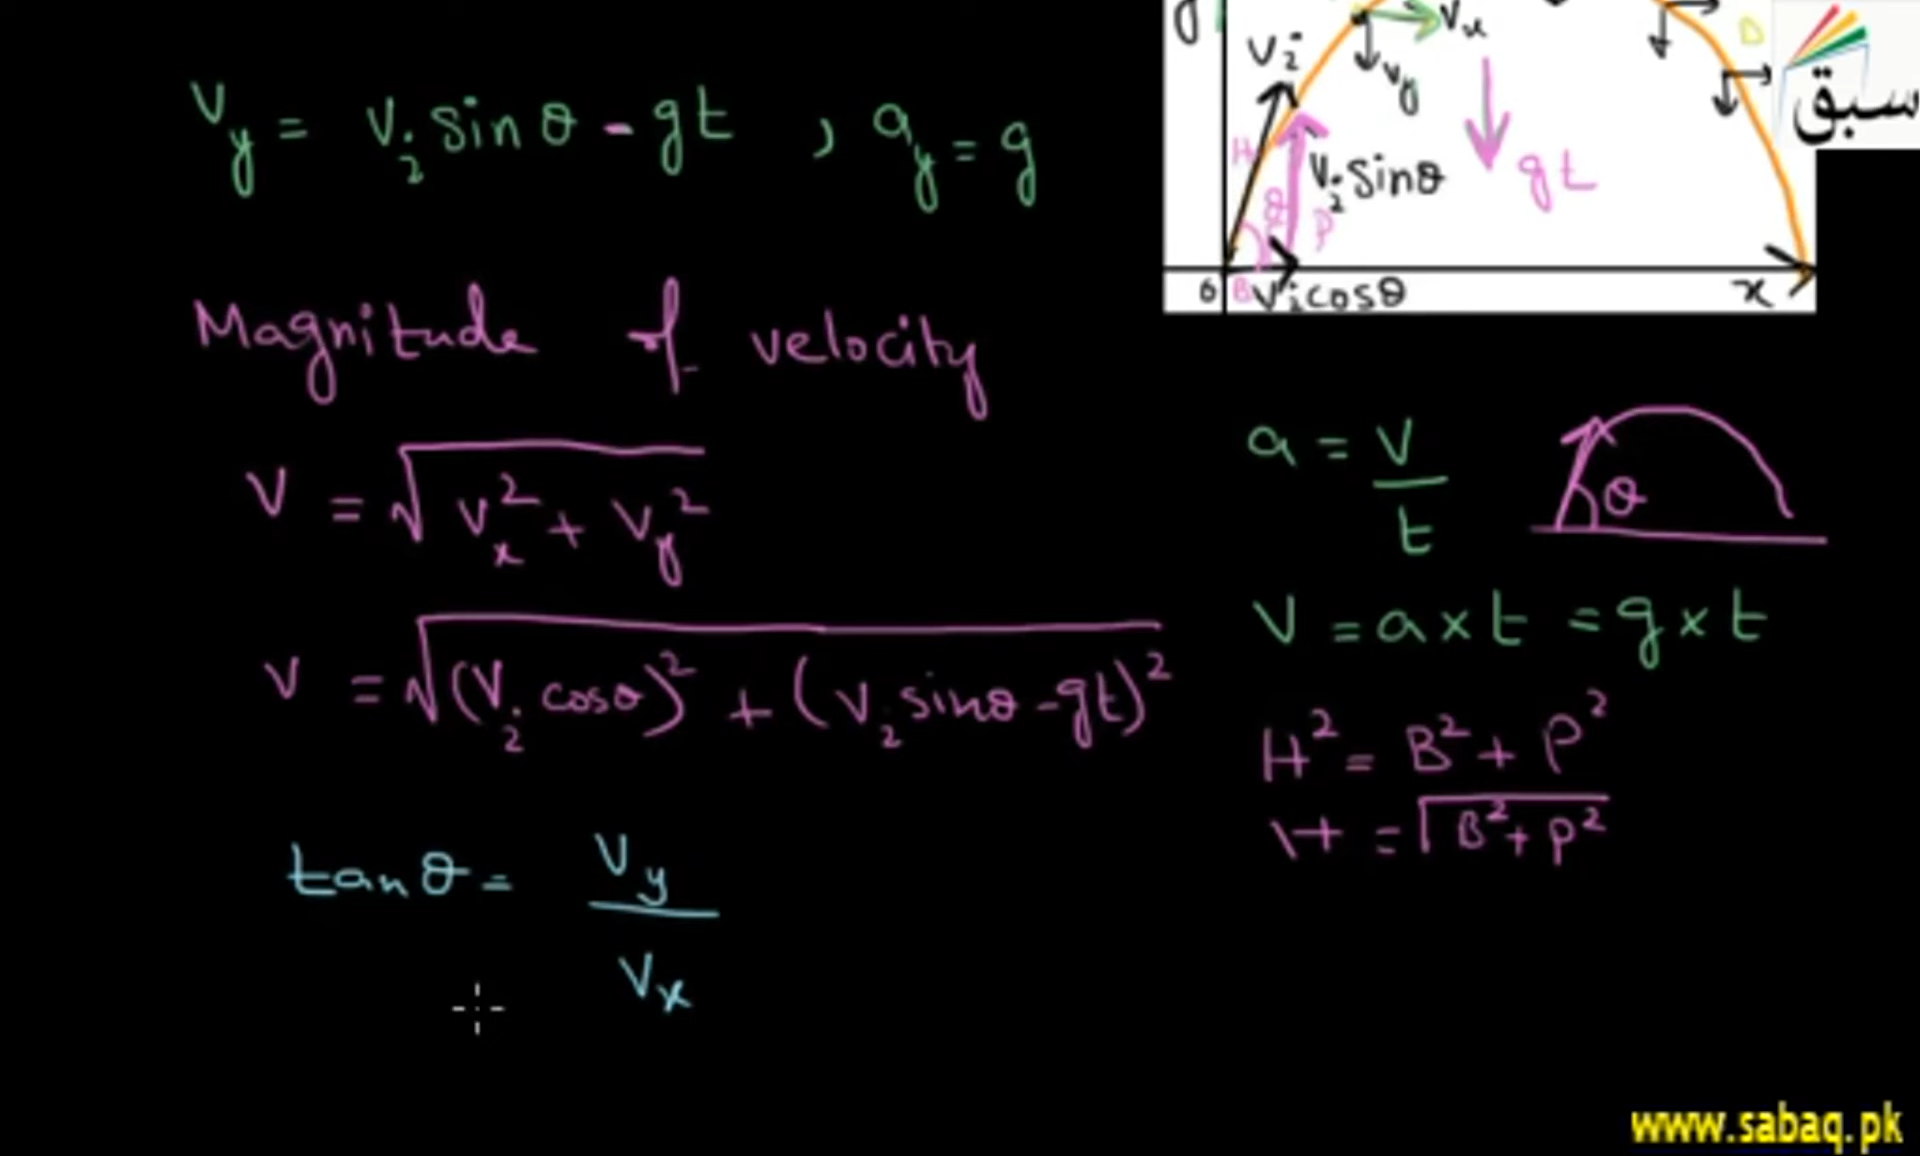 Vy = Vi sinθ - gt , ay = g
Magnitude of velocity
V = √(Vx² + Vy²)
V = √((Vi cosθ)² + (Vi sinθ - gt)²)
tanθ = Vy / Vx
Vi
Vx
Vy
D
H
θ
Vi sinθ
P
gt
B
Vi cosθ
x
سبق
a = V / t
θ
V = a × t = g × t
H² = B² + P²
H = √(B² + P²)
www.sabaq.pk